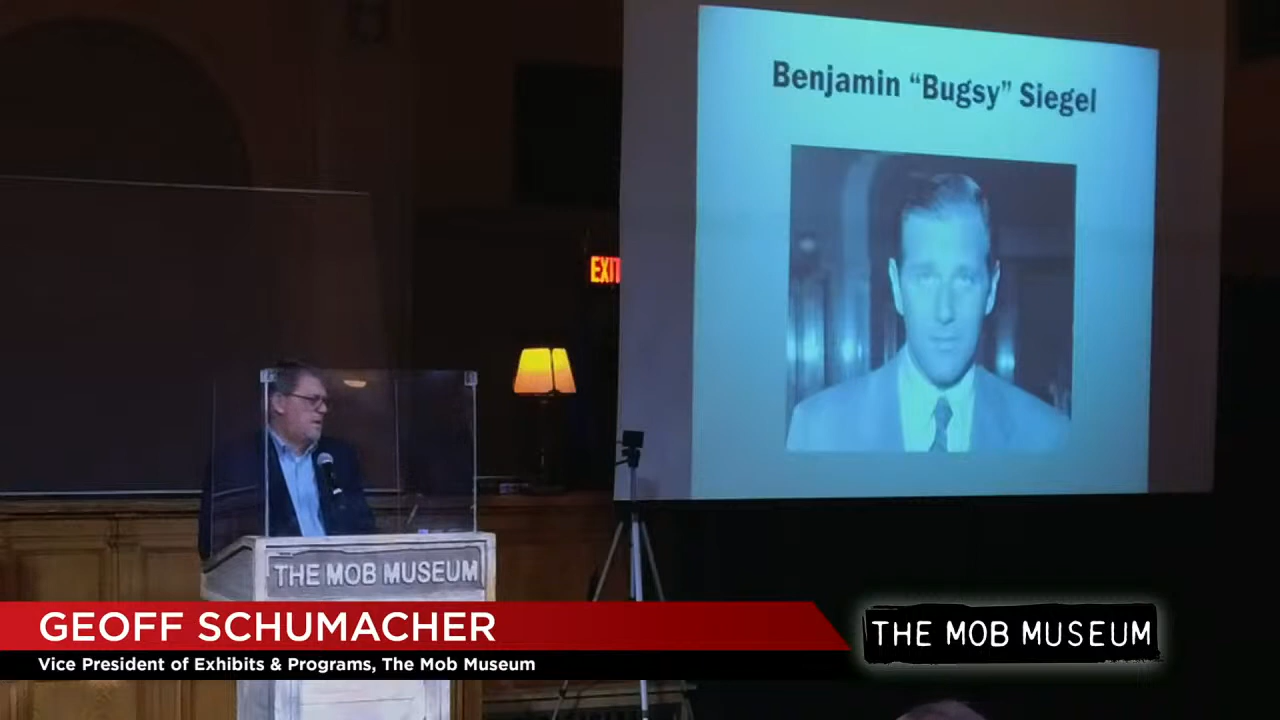 Benjamin “Bugsy” Siegel
EXIT
THE MOB MUSEUM
GEOFF SCHUMACHER
Vice President of Exhibits & Programs, The Mob Museum
THE MOB MUSEUM